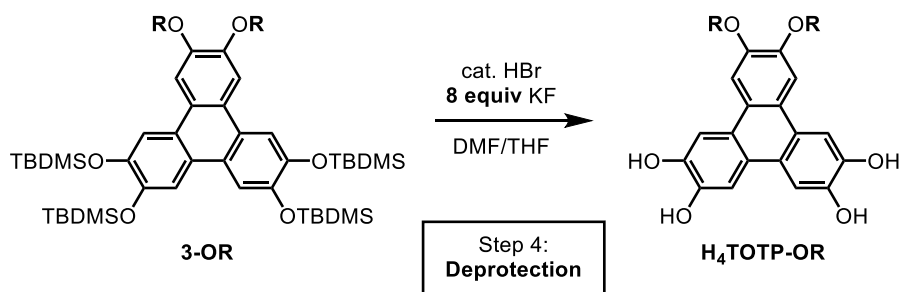 RO OR
TBDMSO OTBDMS
TBDMSO OTBDMS
3-OR
cat. HBr
8 equiv KF
DMF/THF
Step 4:
Deprotection
RO OR
HO OH
HO OH
H₄TOTP-OR